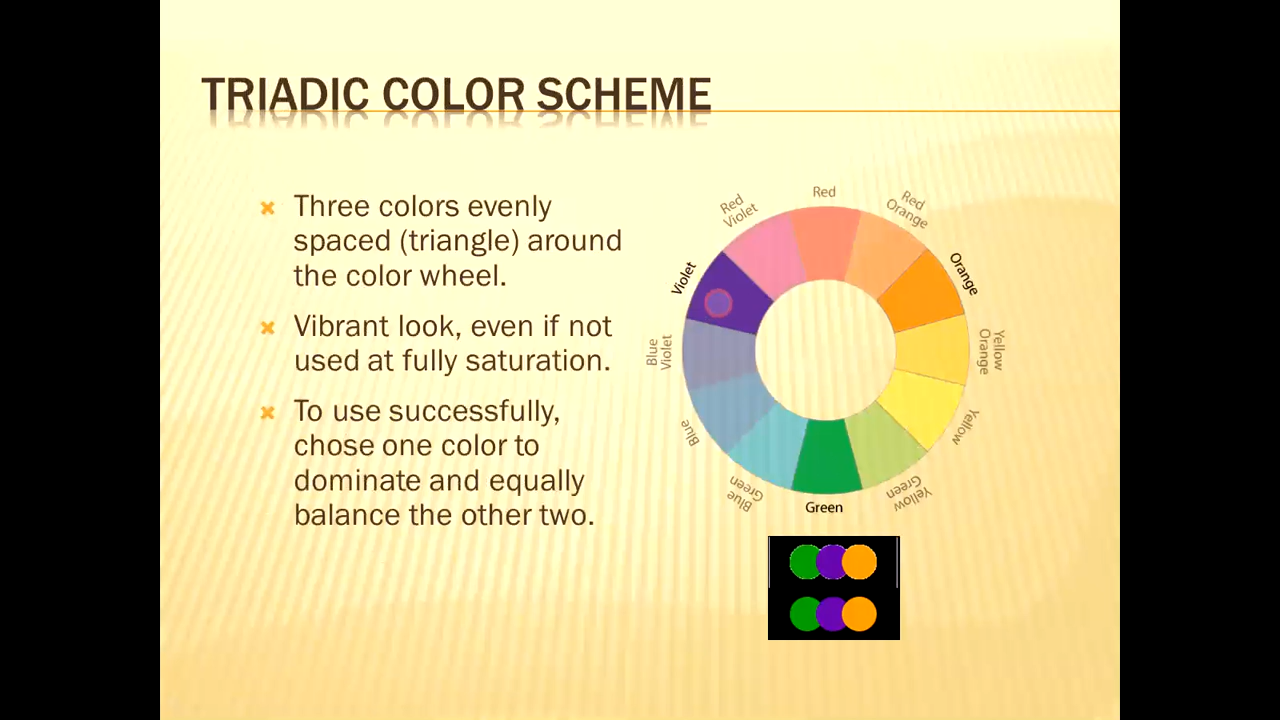 TRIADIC COLOR SCHEME
Three colors evenly
spaced (triangle) around
the color wheel.
Vibrant look, even if not
used at fully saturation.
To use successfully,
chose one color to
dominate and equally
balance the other two.
Red
Red
Orange
Orange
Yellow
Orange
Yellow
Yellow
Green
Green
Blue
Green
Blue
Blue
Violet
Violet
Red
Violet